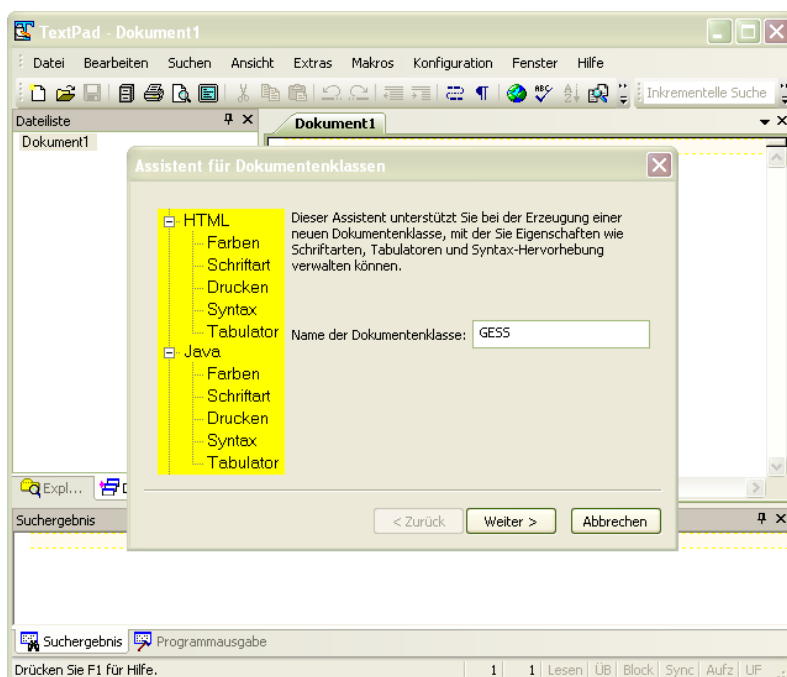 TextPad - Dokument1
Datei Bearbeiten Suchen Ansicht Extras Makros Konfiguration Fenster Hilfe
Inkrementelle Suche
Dateiliste
Dokument1
Dokument1
Assistent für Dokumentenklassen
HTML
Farben
Schriftart
Drucken
Syntax
Tabulator
Java
Farben
Schriftart
Drucken
Syntax
Tabulator
Dieser Assistent unterstützt Sie bei der Erzeugung einer
neuen Dokumentenklasse, mit der Sie Eigenschaften wie
Schriftarten, Tabulatoren und Syntax-Hervorhebung
verwalten können.
Name der Dokumentenklasse: GESS
Expl...
< Zurück Weiter > Abbrechen
Suchergebnis
Suchergebnis Programmausgabe
Drücken Sie F1 für Hilfe. 1 1 Lesen ÜB Block Sync Aufz UF